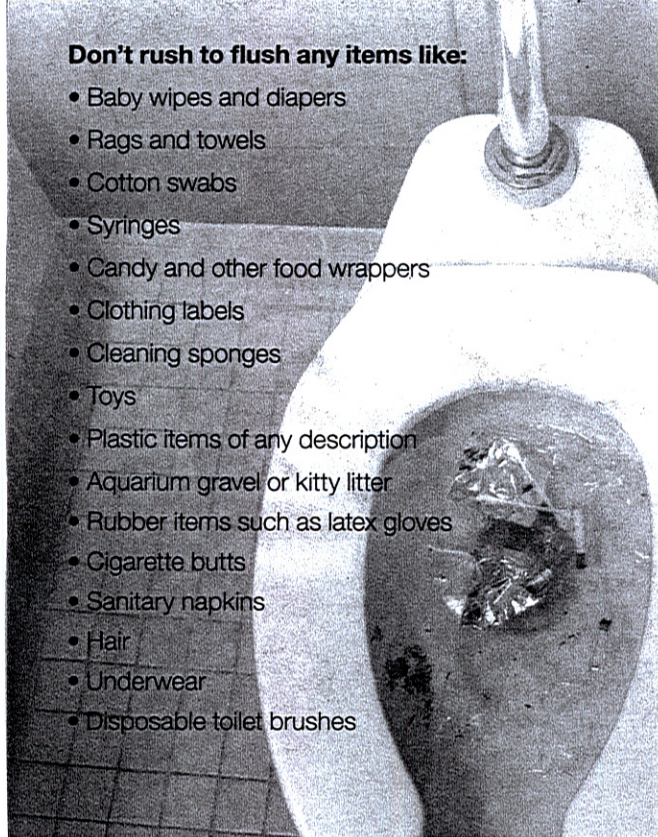 Don't rush to flush any items like:
• Baby wipes and diapers
• Rags and towels
• Cotton swabs
• Syringes
• Candy and other food wrappers
• Clothing labels
• Cleaning sponges
• Toys
• Plastic items of any description
• Aquarium gravel or kitty litter
• Rubber items such as latex gloves
• Cigarette butts
• Sanitary napkins
• Hair
• Underwear
• Disposable toilet brushes